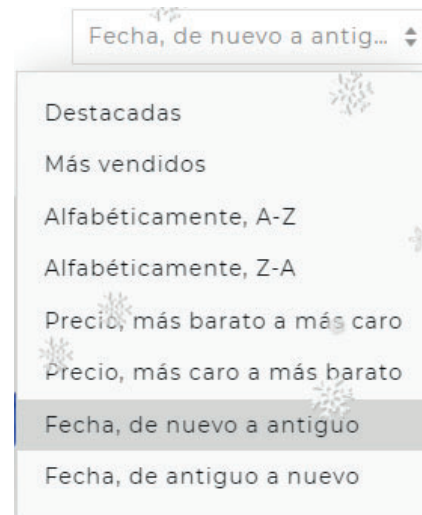 Fecha, de nuevo a antig...
Destacadas
Más vendidos
Alfabéticamente, A-Z
Alfabéticamente, Z-A
Precio, más barato a más caro
Precio, más caro a más barato
Fecha, de nuevo a antiguo
Fecha, de antiguo a nuevo